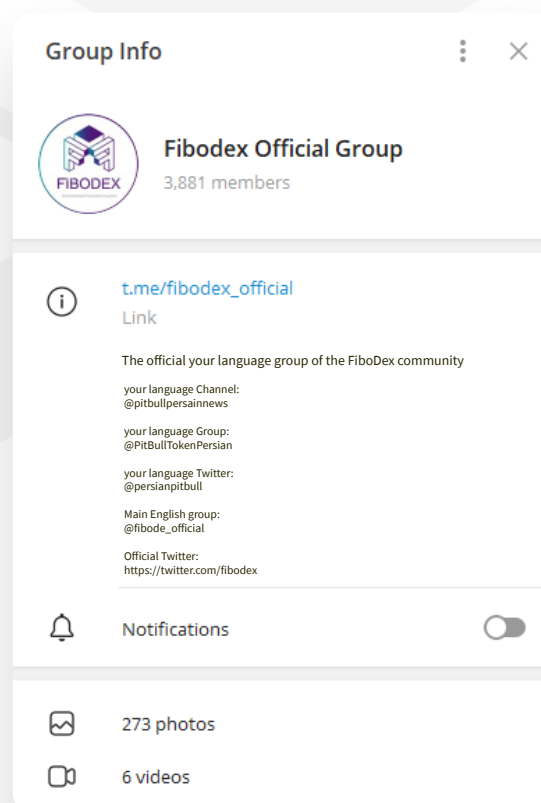 Group Info
FIBODEX
Fibodex Official Group
3,881 members
t.me/fibodex_official
Link
The official your language group of the FiboDex community
your language Channel:
@pitbullpersainnews
your language Group:
@PitBullTokenPersian
your language Twitter:
@persianpitbull
Main English group:
@fibode_official
Official Twitter:
https://twitter.com/fibodex
Notifications
273 photos
6 videos